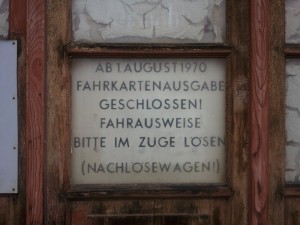 AB 1.AUGUST 1970
FAHRKARTENAUSGABE
GESCHLOSSEN!
FAHRAUSWEISE
BITTE IM ZUGE LÖSEN
(NACHLÖSEWAGEN!)